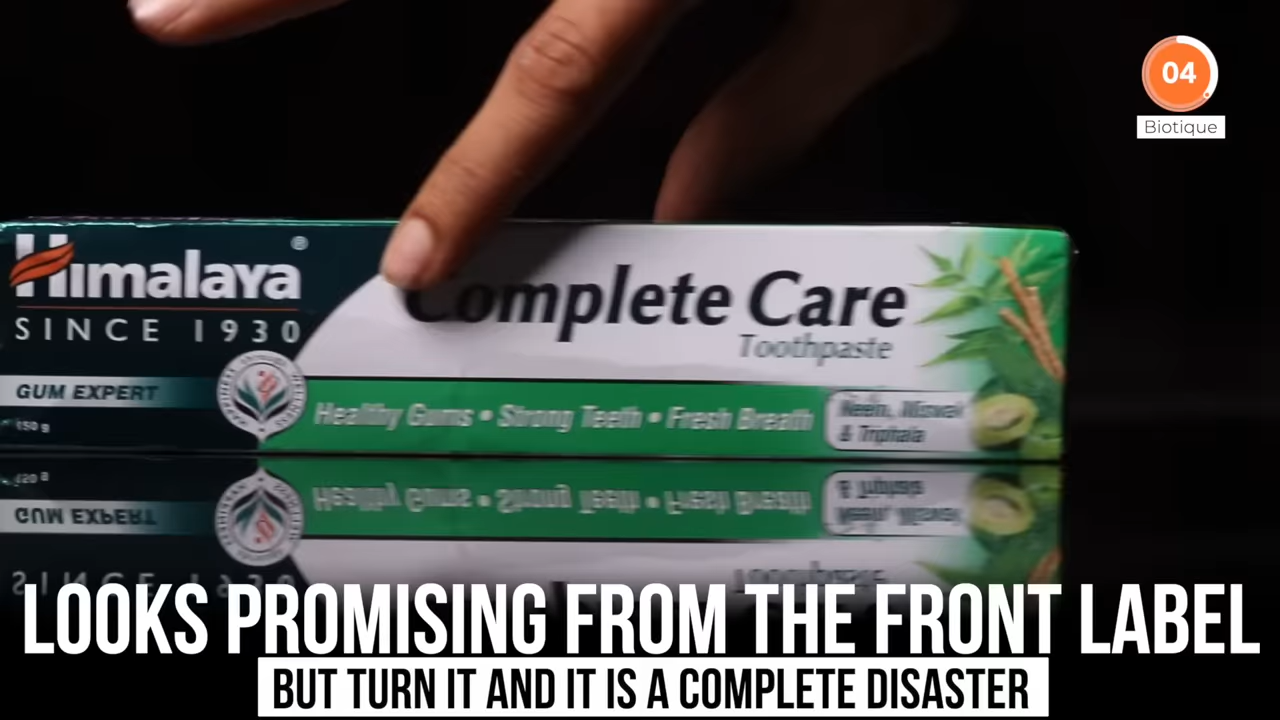 04
Biotique
Himalaya®
SINCE 1930
GUM EXPERT
150 g
Complete Care
Toothpaste
Healthy Gums • Strong Teeth • Fresh Breath
Neem, Miswak
& Triphala
LOOKS PROMISING FROM THE FRONT LABEL
BUT TURN IT AND IT IS A COMPLETE DISASTER